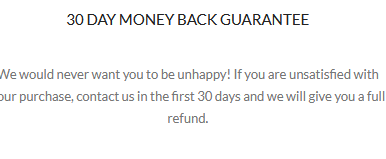 30 DAY MONEY BACK GUARANTEE
We would never want you to be unhappy! If you are unsatisfied with
our purchase, contact us in the first 30 days and we will give you a full
refund.